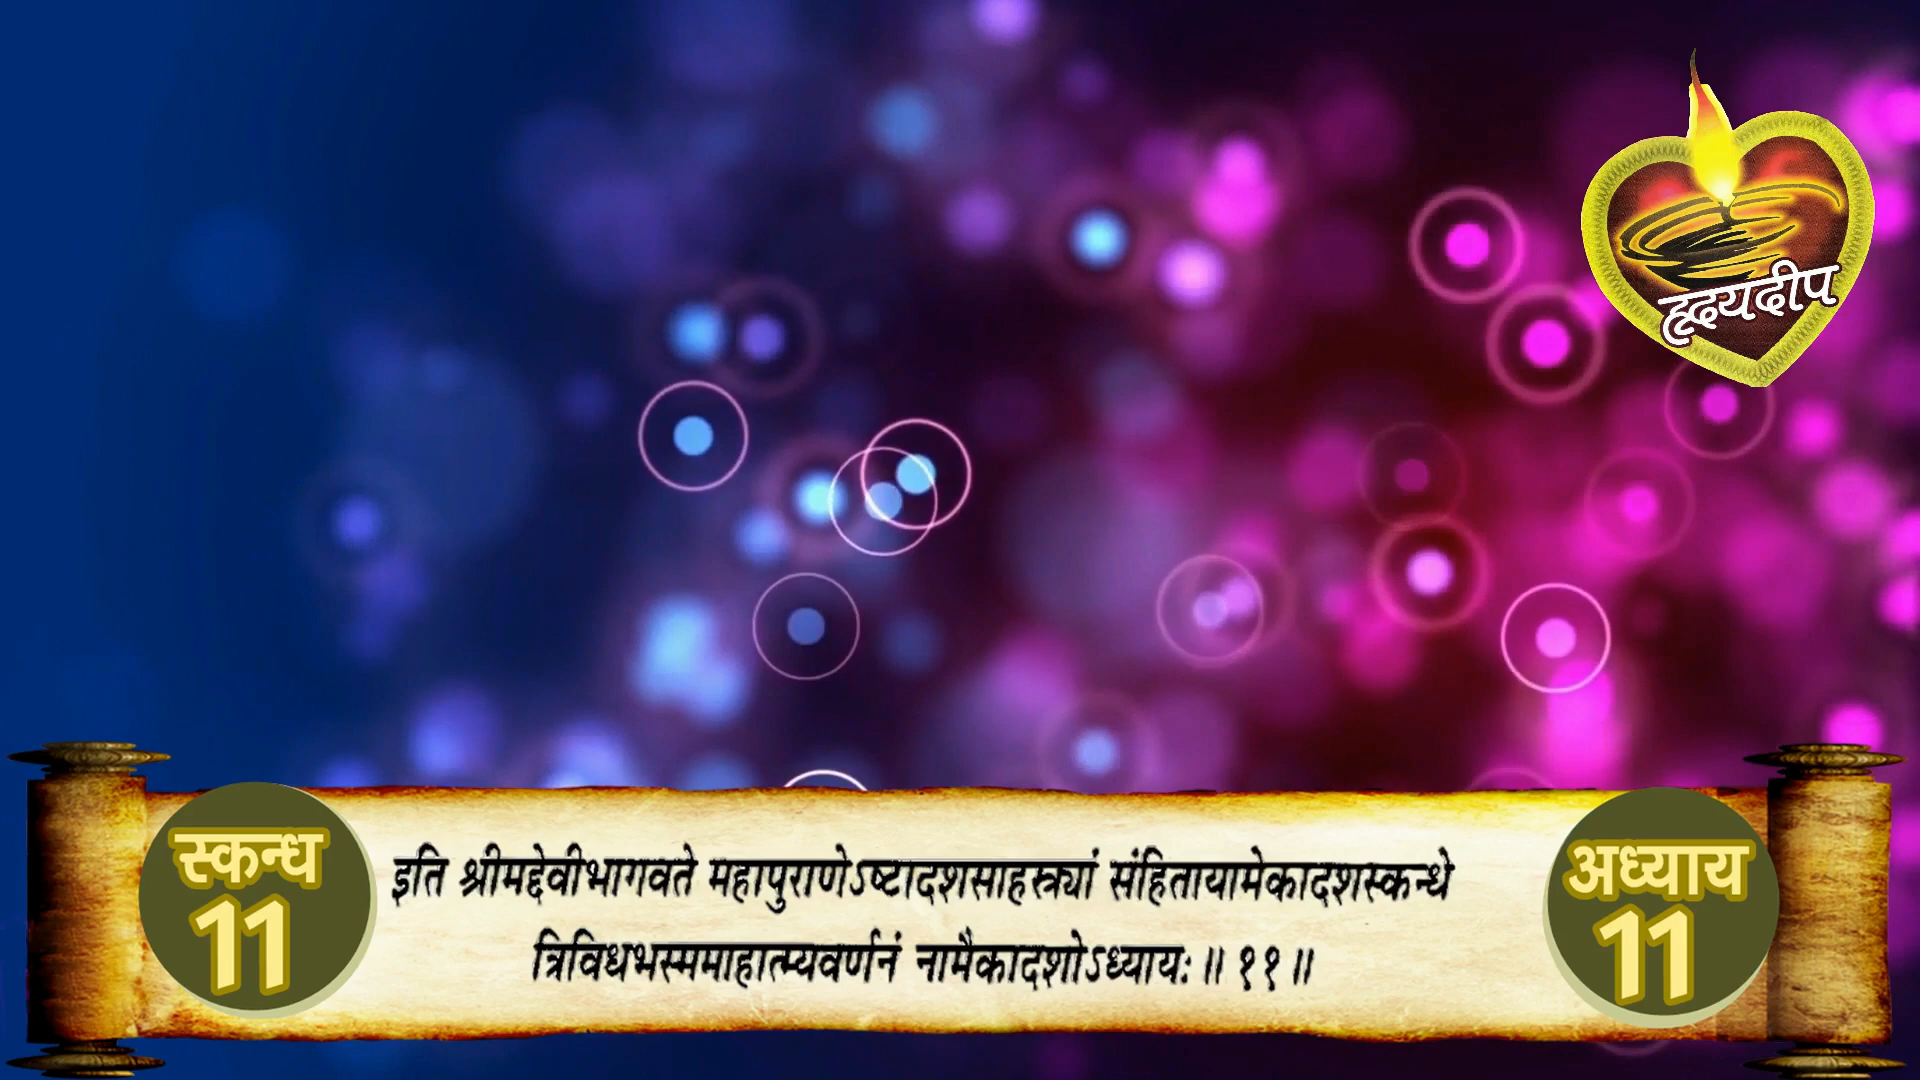 हृदयदीप
स्कन्ध
11
इति श्रीमद्देवीभागवते महापुराणेऽष्टादशसाहस्त्र्यां संहितायामेकादशस्कन्धे
त्रिविधभस्ममाहात्म्यवर्णनं नामैकादशोऽध्यायः ॥ ११ ॥
अध्याय
11